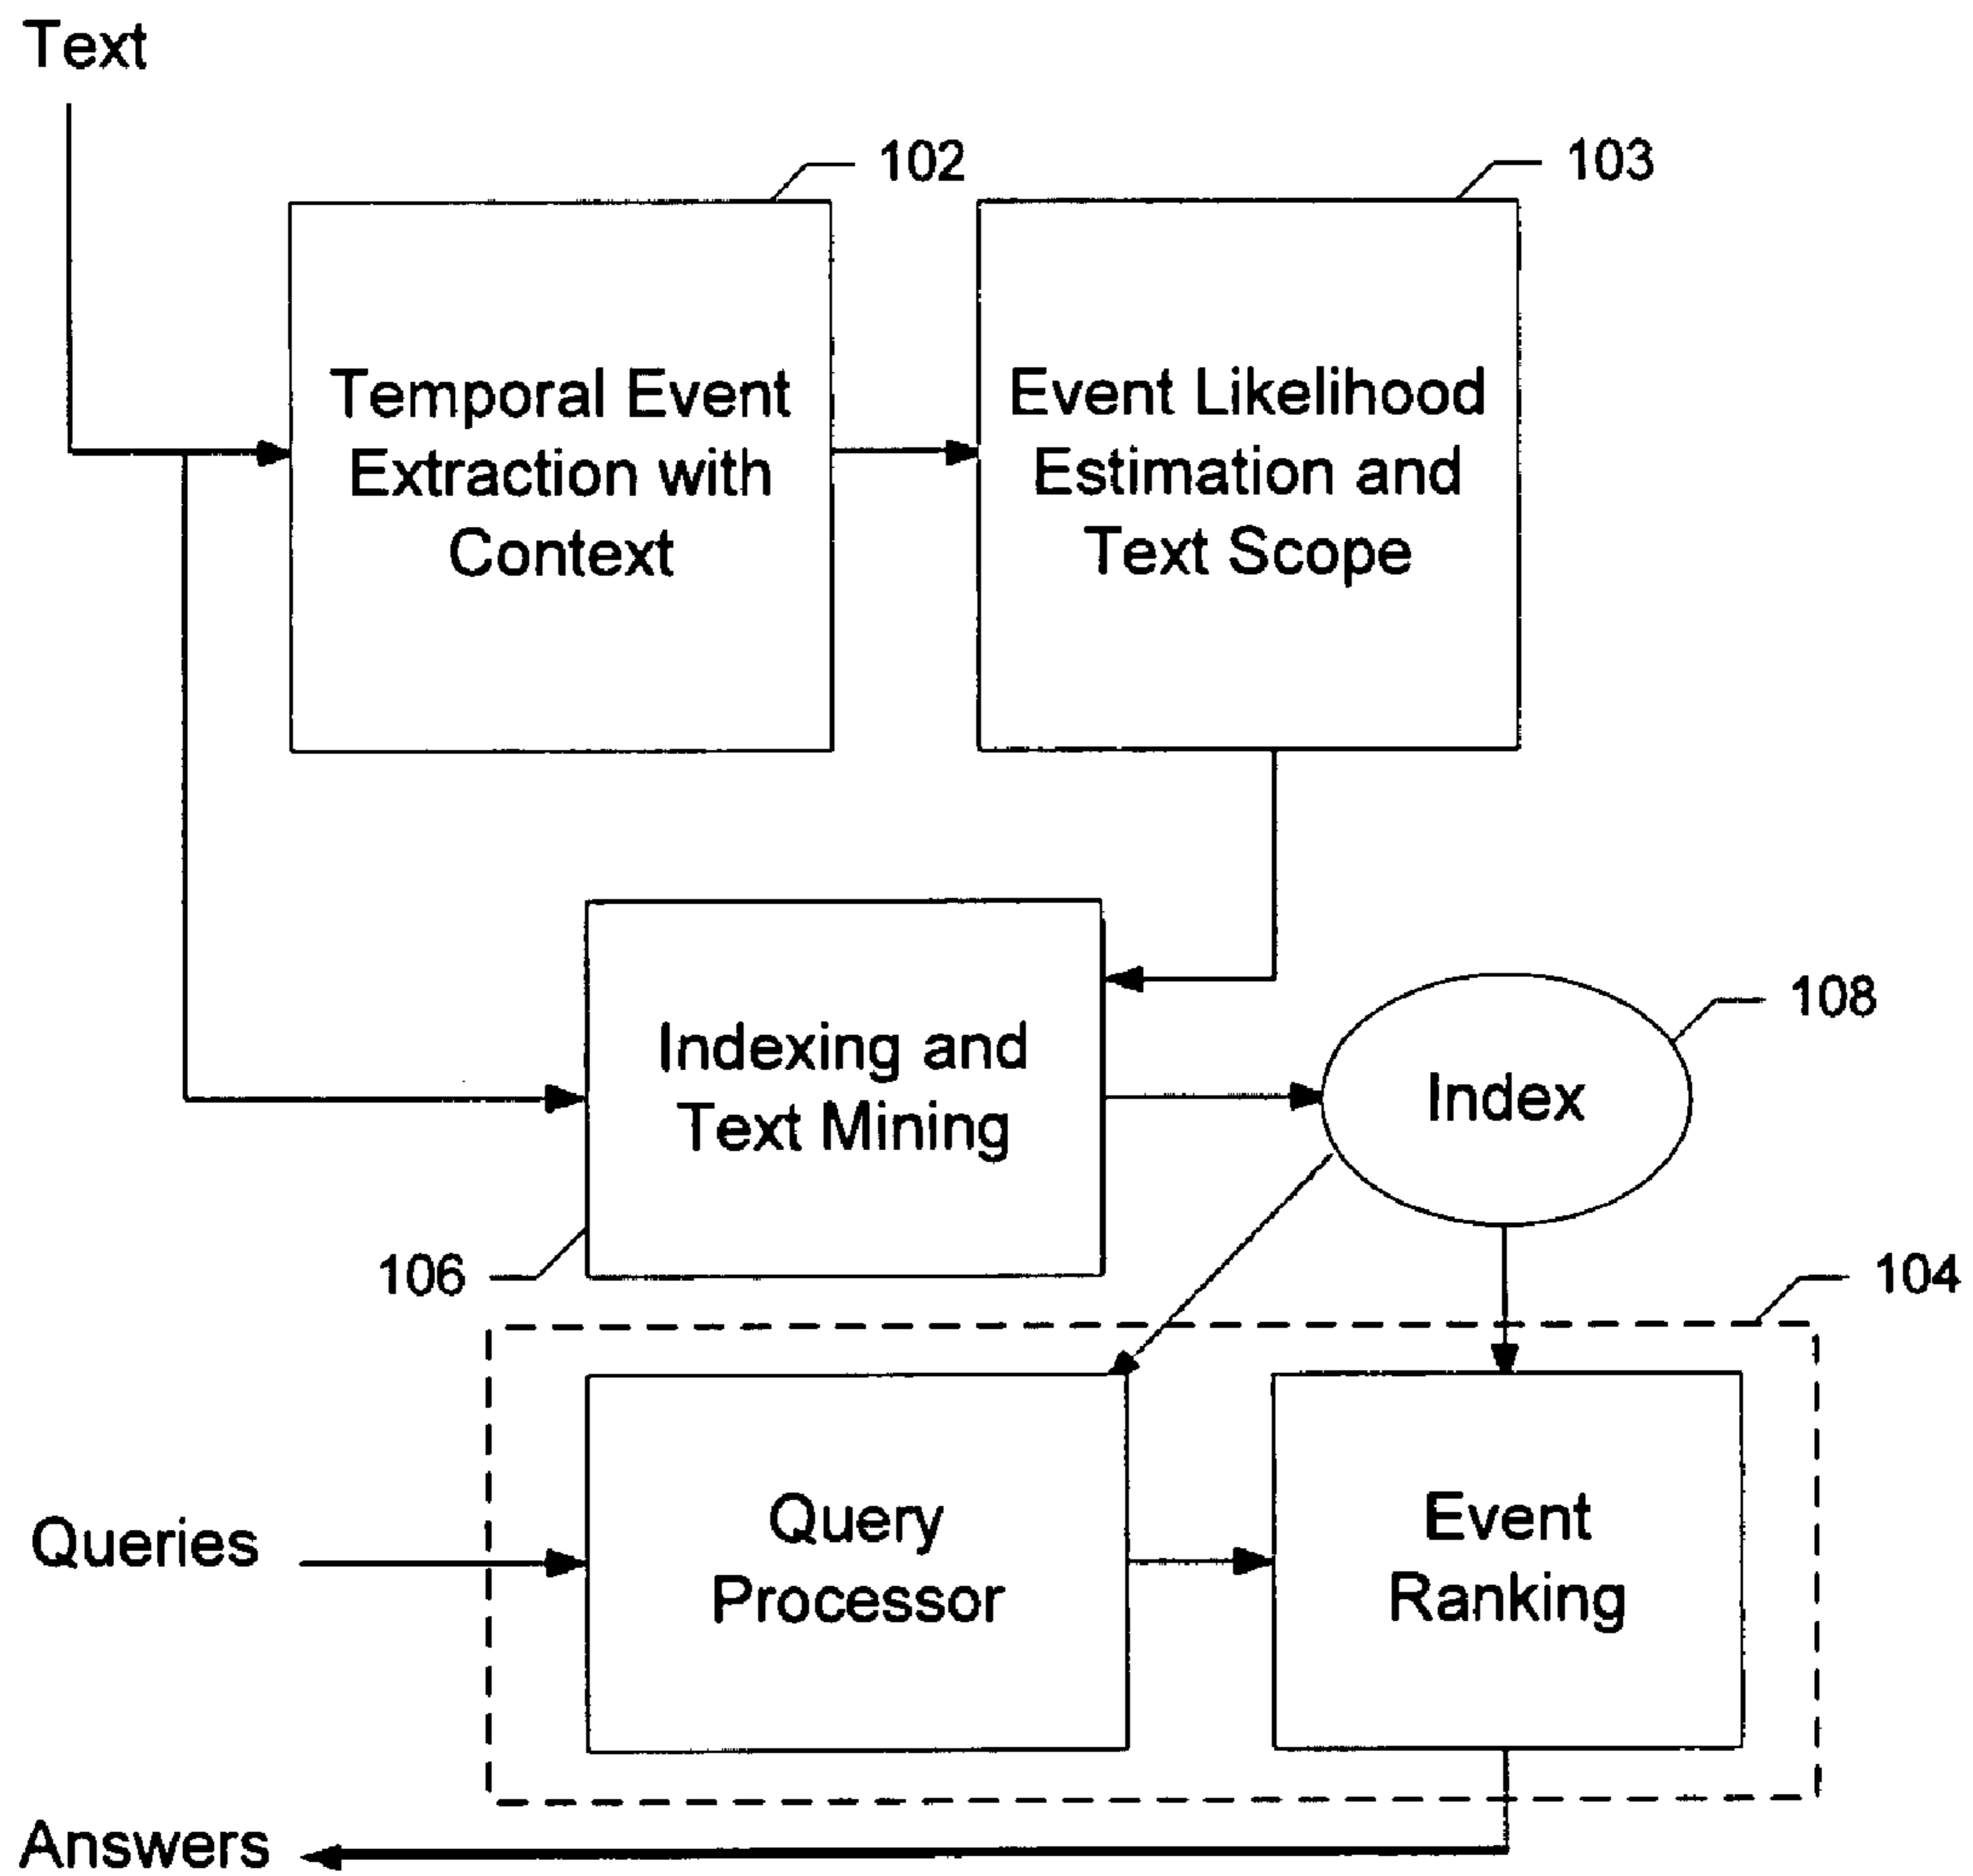 Text
102
103
Temporal Event
Extraction with
Context
Event Likelihood
Estimation and
Text Scope
Indexing and
Text Mining
106
Index
108
104
Queries
Query
Processor
Event
Ranking
Answers